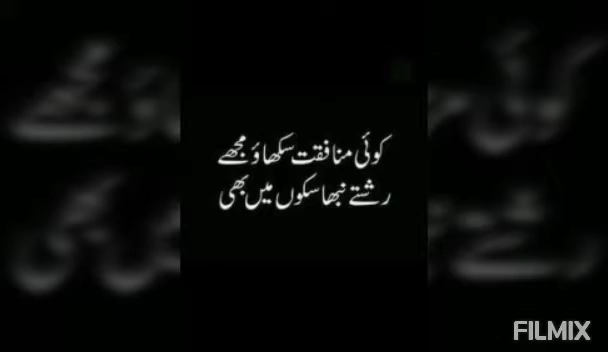 کوئی منافقت سکھاؤ مجھے
رشتے نبھا سکوں میں بھی
FILMIX